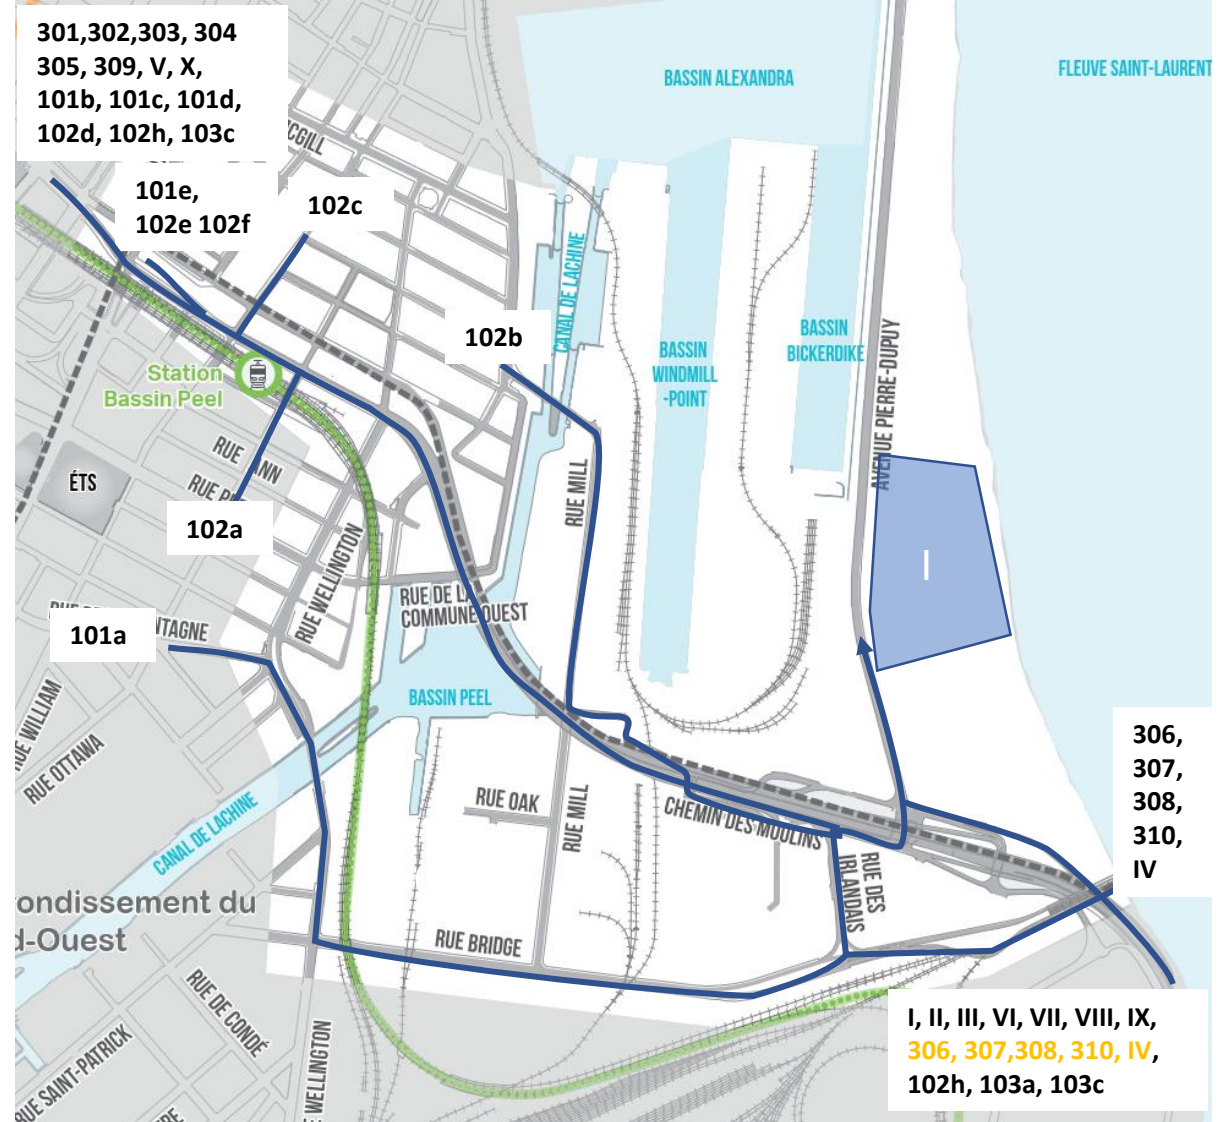 301,302,303, 304
305, 309, V, X,
101b, 101c, 101d,
102d, 102h, 103c
101e,
102e 102f
102c
102b
102a
101a
306,
307,
308,
310,
IV
I, II, III, VI, VII, VIII, IX,
306, 307,308, 310, IV,
102h, 103a, 103c
I
BASSIN ALEXANDRA
FLEUVE SAINT-LAURENT
CANAL DE LACHINE
BASSIN
WINDMILL
-POINT
BASSIN
BICKERDIKE
AVENUE PIERRE-DUPUY
Station
Bassin Peel
ÉTS
RUE
RUE
RUE WELLINGTON
RUE DE LA
COMMUNE OUEST
RUE MILL
BASSIN PEEL
RUE WILLIAM
RUE OTTAWA
CANAL DE LACHINE
RUE OAK
RUE MILL
CHEMIN DES MOULINS
RUE DES
IRLANDAIS
RUE BRIDGE
ondissement du
d-Ouest
RUE DE CONDÉ
RUE SAINT-PATRICK
WELLINGTON